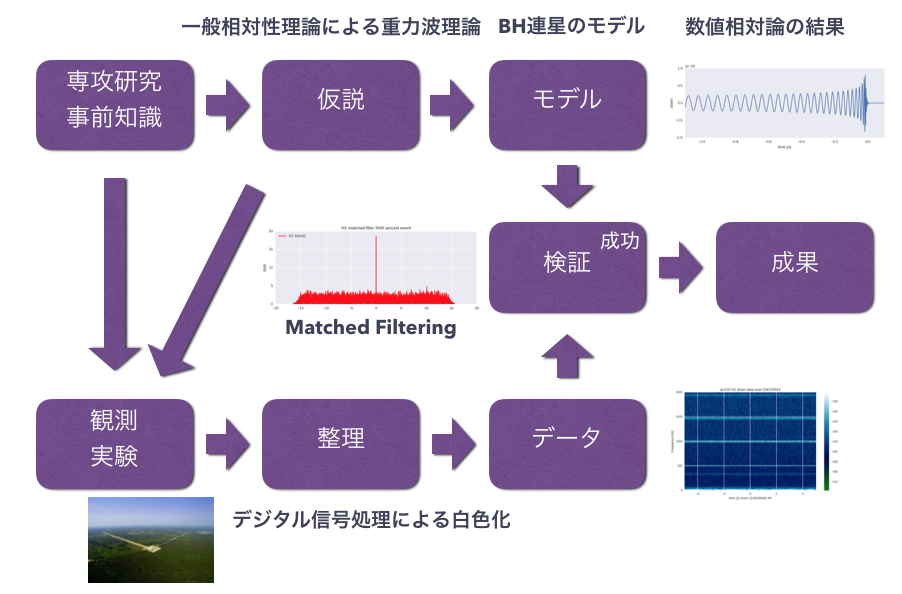 一般相対性理論による重力波理論
BH連星のモデル
数値相対論の結果
専攻研究
事前知識
仮説
モデル
検証
成功
成果
H1 matched filter SNR around event
Matched Filtering
観測
実験
整理
データ
デジタル信号処理による白色化